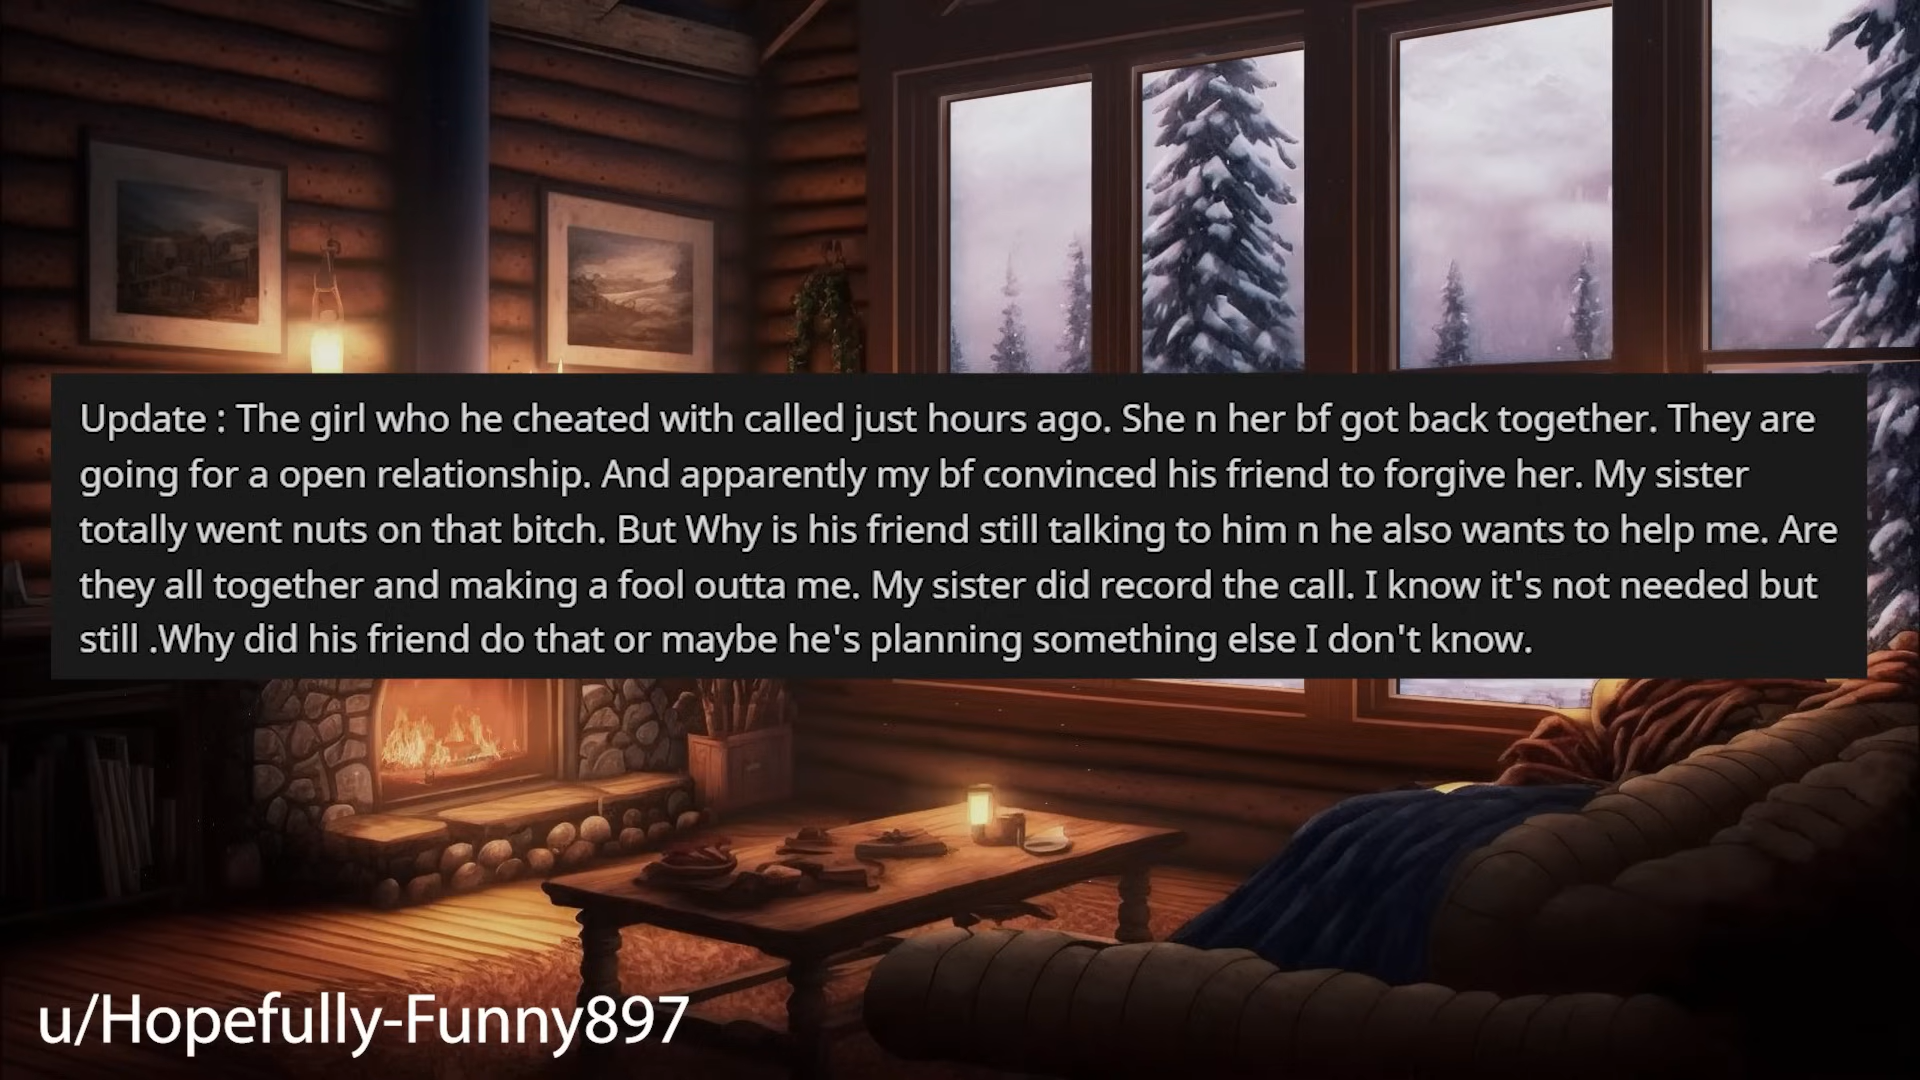 Update : The girl who he cheated with called just hours ago. She n her bf got back together. They are
going for a open relationship. And apparently my bf convinced his friend to forgive her. My sister
totally went nuts on that bitch. But Why is his friend still talking to him n he also wants to help me. Are
they all together and making a fool outta me. My sister did record the call. I know it's not needed but
still .Why did his friend do that or maybe he's planning something else I don't know.
u/Hopefully-Funny897